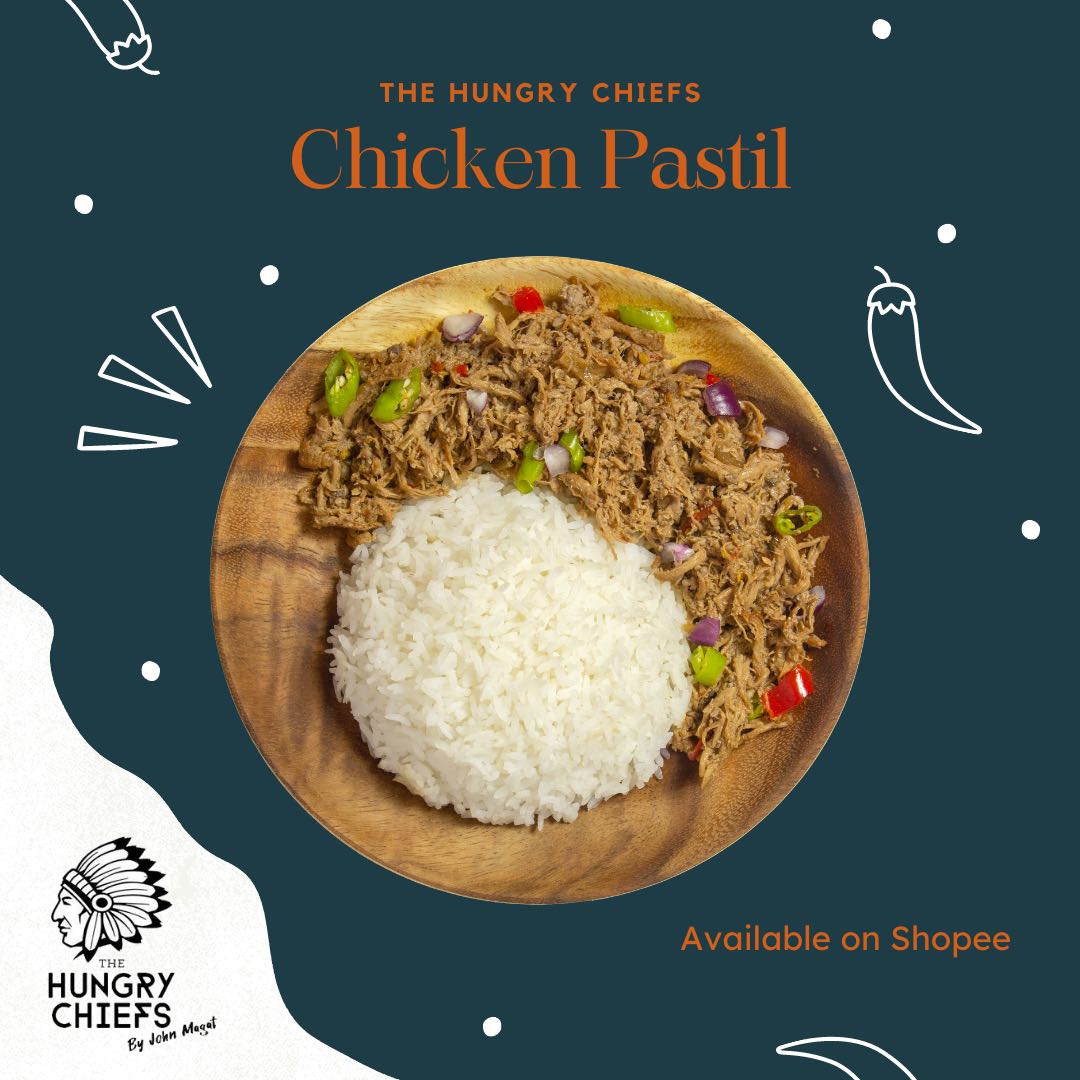 THE HUNGRY CHIEFS
Chicken Pastil
Available on Shopee
THE
HUNGRY
CHIEFS
By John Magat